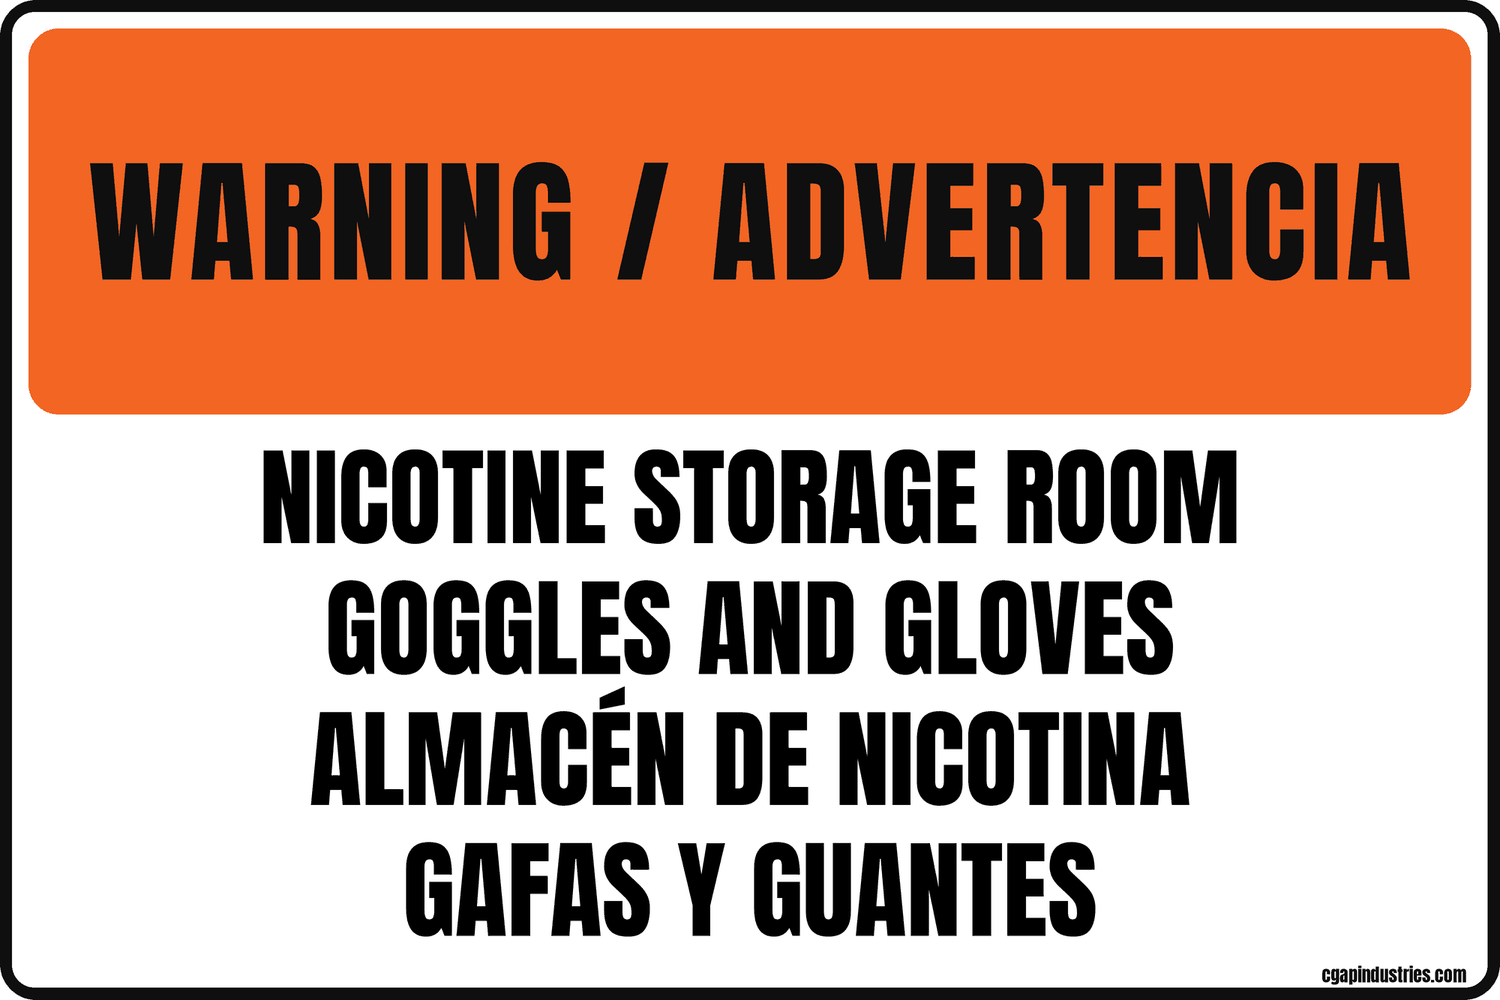 WARNING / ADVERTENCIA
NICOTINE STORAGE ROOM
GOGGLES AND GLOVES
ALMACÉN DE NICOTINA
GAFAS Y GUANTES
cgapindustries.com